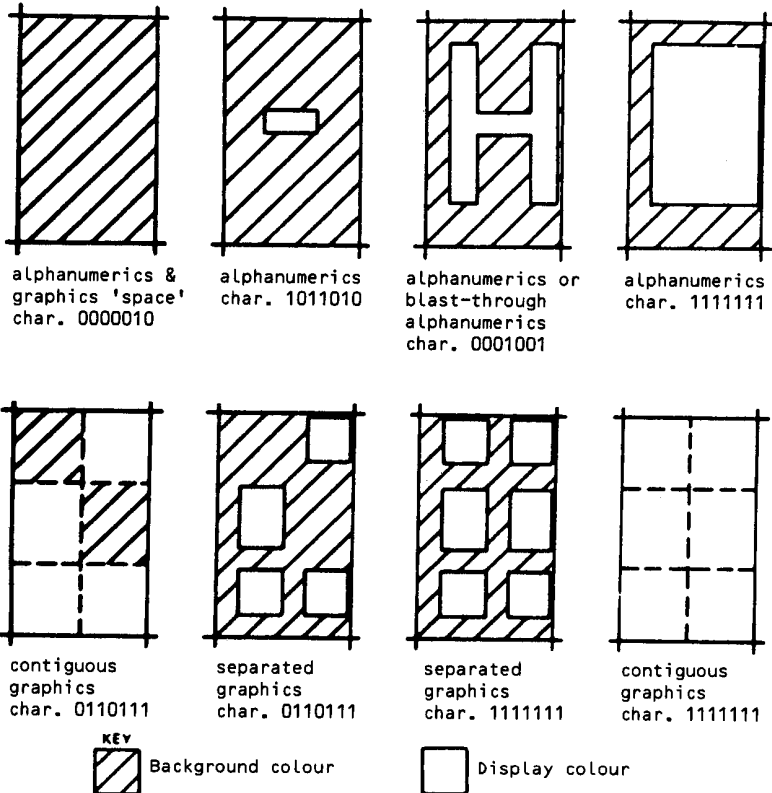 alphanumerics &
graphics 'space'
char. 0000010
alphanumerics
char. 1011010
alphanumerics or
blast-through
alphanumerics
char. 0001001
alphanumerics
char. 1111111
contiguous
graphics
char. 0110111
separated
graphics
char. 0110111
separated
graphics
char. 1111111
contiguous
graphics
char. 1111111
KEY
Background colour
Display colour